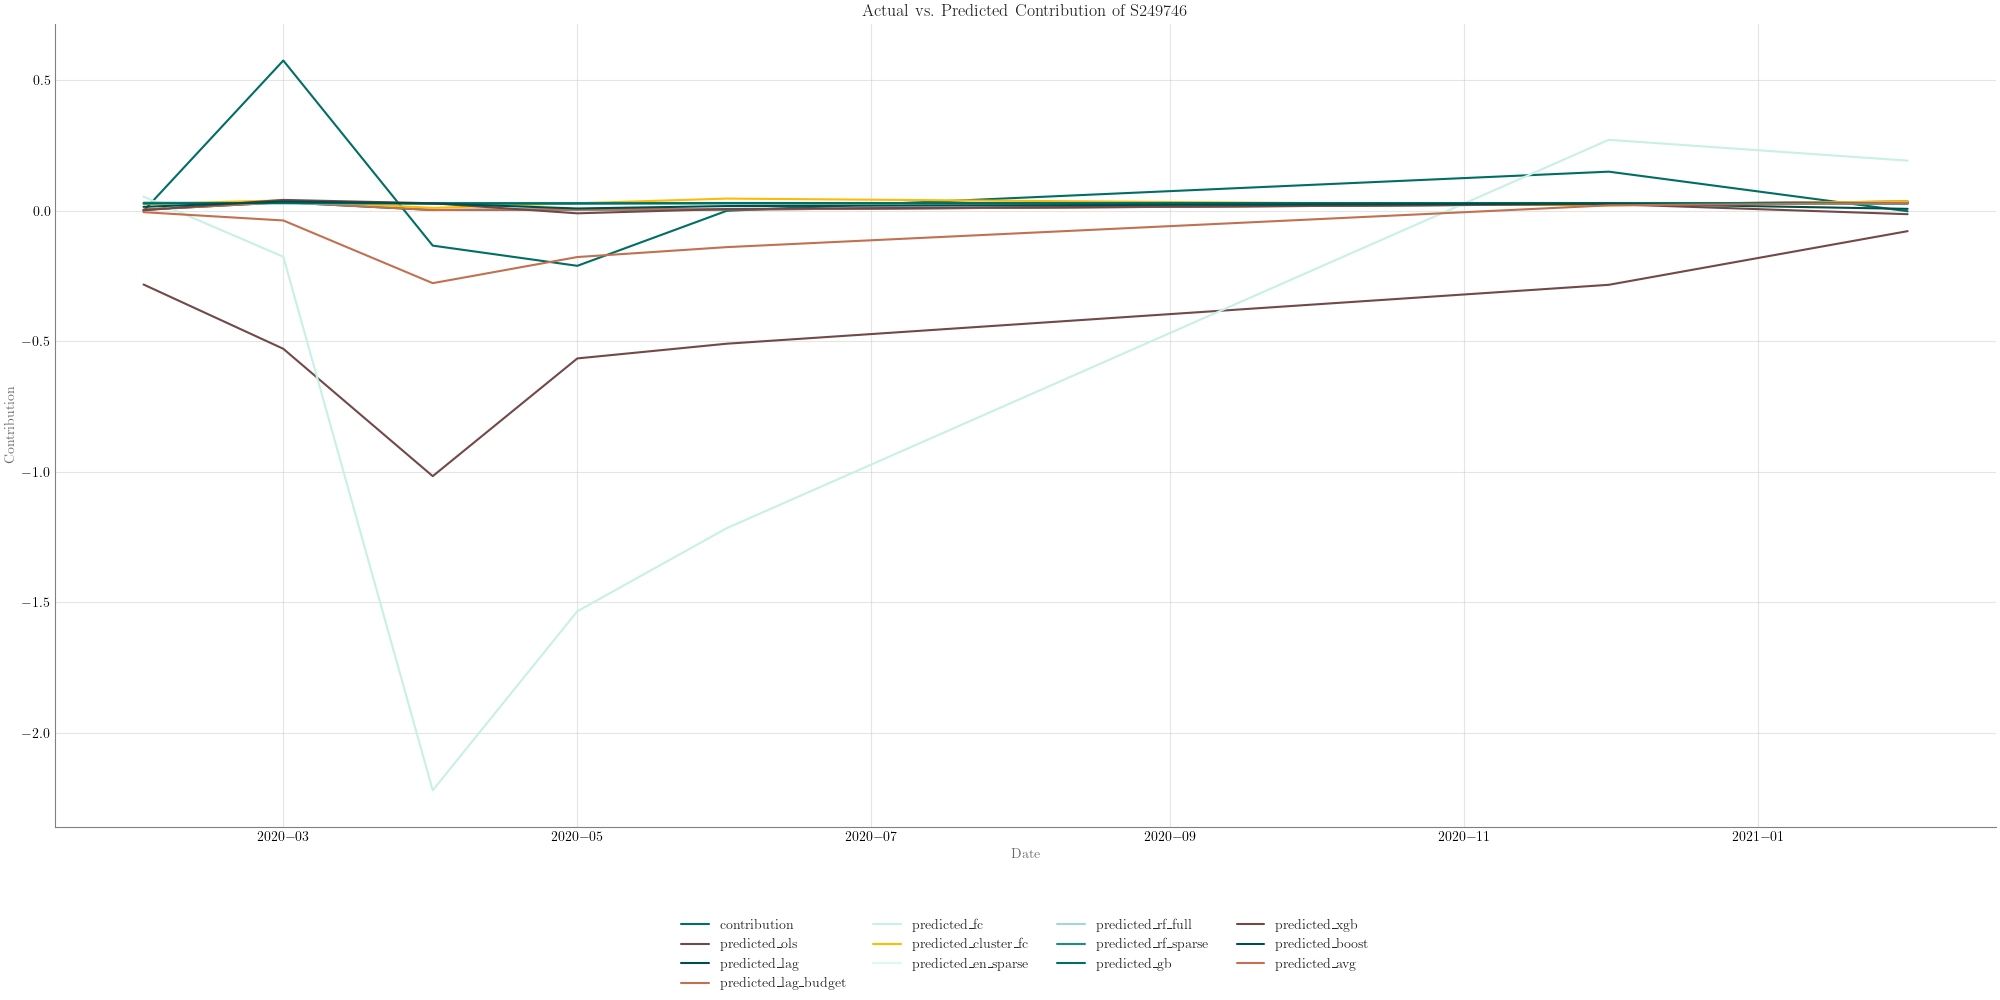 Actual vs. Predicted Contribution of S249746
0.5
0.0
−0.5
−1.0
−1.5
−2.0
Contribution
2020−03 2020−05 2020−07 2020−09 2020−11 2021−01
Date
contribution predicted_fc predicted_rf_full predicted_xgb
predicted_ols predicted_cluster_fc predicted_rf_sparse predicted_boost
predicted_lag predicted_en_sparse predicted_gb predicted_avg
predicted_lag_budget